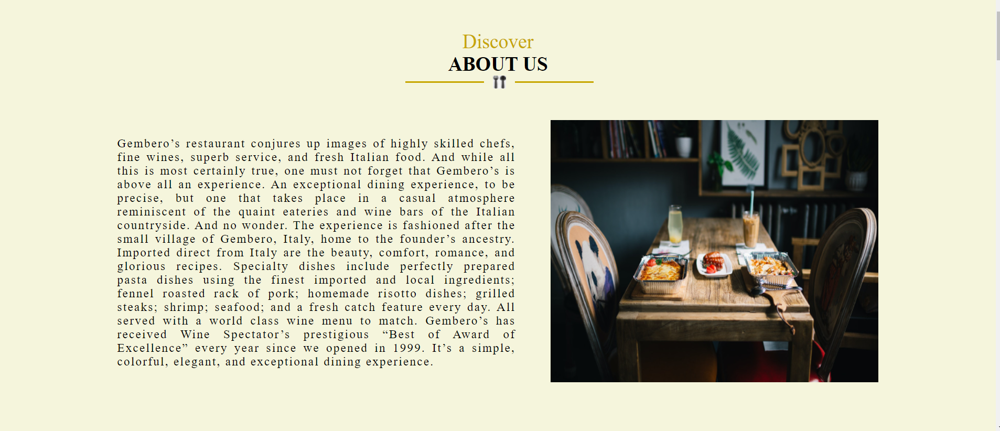 Discover
ABOUT US
Gembero’s restaurant conjures up images of highly skilled chefs,
fine wines, superb service, and fresh Italian food. And while all
this is most certainly true, one must not forget that Gembero’s is
above all an experience. An exceptional dining experience, to be
precise, but one that takes place in a casual atmosphere
reminiscent of the quaint eateries and wine bars of the Italian
countryside. And no wonder. The experience is fashioned after the
small village of Gembero, Italy, home to the founder’s ancestry.
Imported direct from Italy are the beauty, comfort, romance, and
glorious recipes. Specialty dishes include perfectly prepared
pasta dishes using the finest imported and local ingredients;
fennel roasted rack of pork; homemade risotto dishes; grilled
steaks; shrimp; seafood; and a fresh catch feature every day. All
served with a world class wine menu to match. Gembero’s has
received Wine Spectator’s prestigious “Best of Award of
Excellence” every year since we opened in 1999. It’s a simple,
colorful, elegant, and exceptional dining experience.